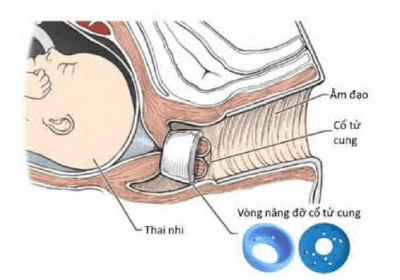 Âm đạo
Cổ tử
cung
Vòng nâng đỡ cổ tử cung
Thai nhi